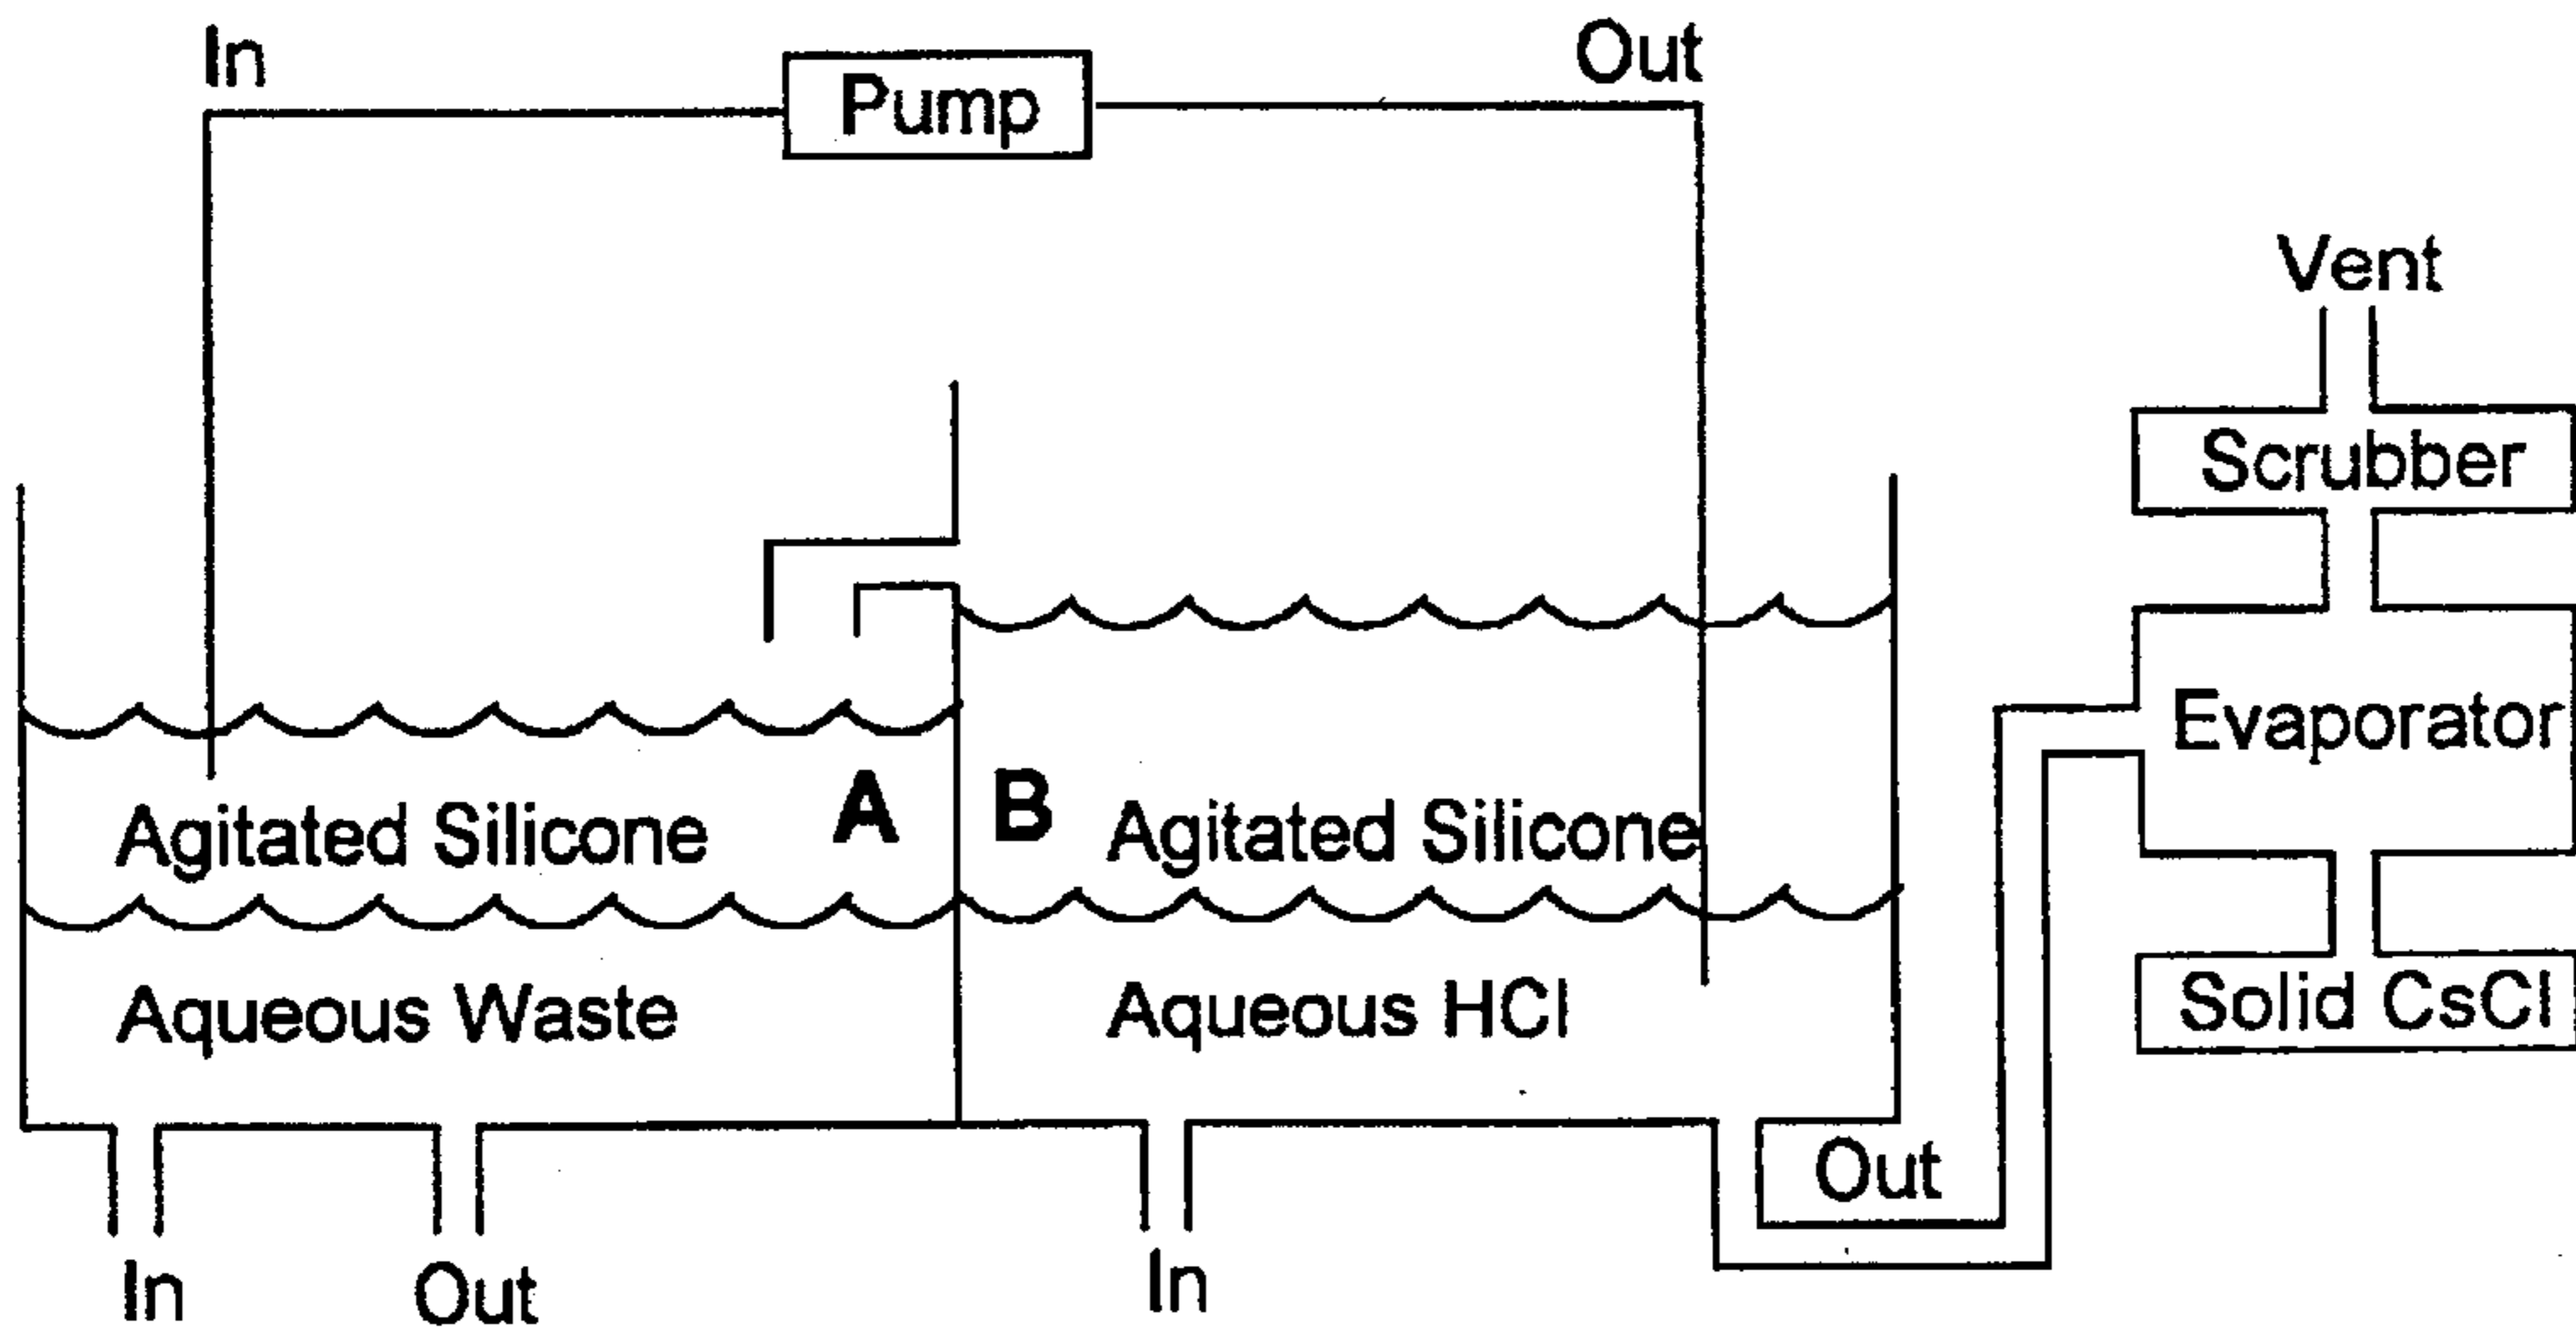 In
Pump
Out
Vent
Scrubber
Evaporator
A
B
Agitated Silicone
Agitated Silicone
Aqueous Waste
Aqueous HCl
Solid CsCl
Out
In
Out
In